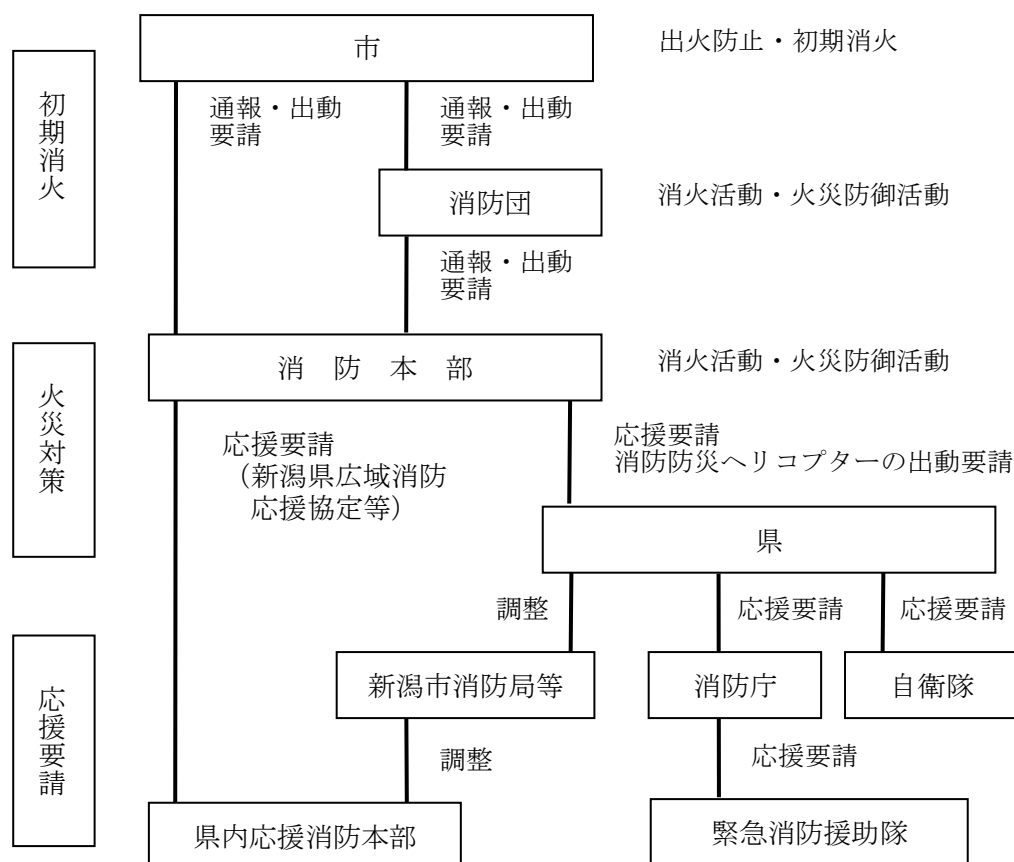 市
出火防止・初期消火
初期消火
通報・出動
要請
通報・出動
要請
消防団
消火活動・火災防御活動
通報・出動
要請
火災対策
消　防　本　部
消火活動・火災防御活動
応援要請
（新潟県広域消防
応援協定等）
応援要請
消防防災ヘリコプターの出動要請
県
調整
応援要請
応援要請
応援要請
新潟市消防局等
消防庁
自衛隊
調整
応援要請
県内応援消防本部
緊急消防援助隊